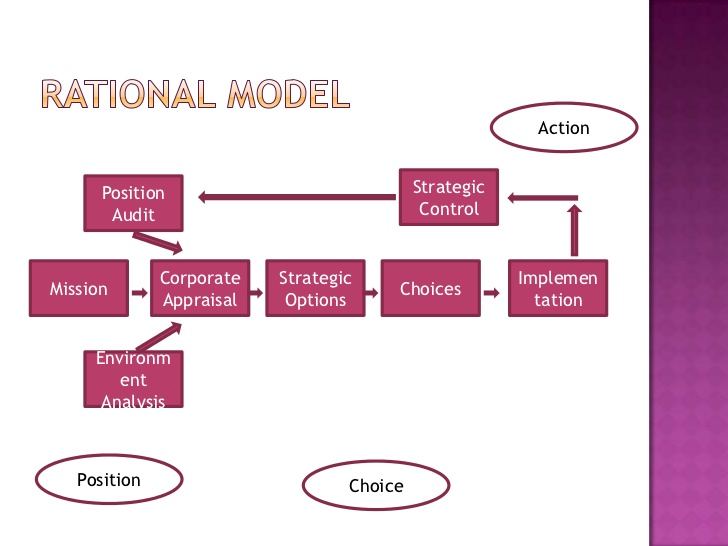 RATIONAL MODEL
Action
Position
Audit
Strategic
Control
Mission
Corporate
Appraisal
Strategic
Options
Choices
Implemen
tation
Environm
ent
Analysis
Position
Choice